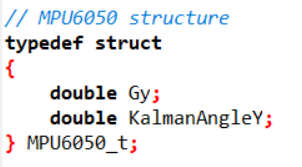 // MPU6050 structure
typedef struct
{
    double Gy;
    double KalmanAngleY;
} MPU6050_t;